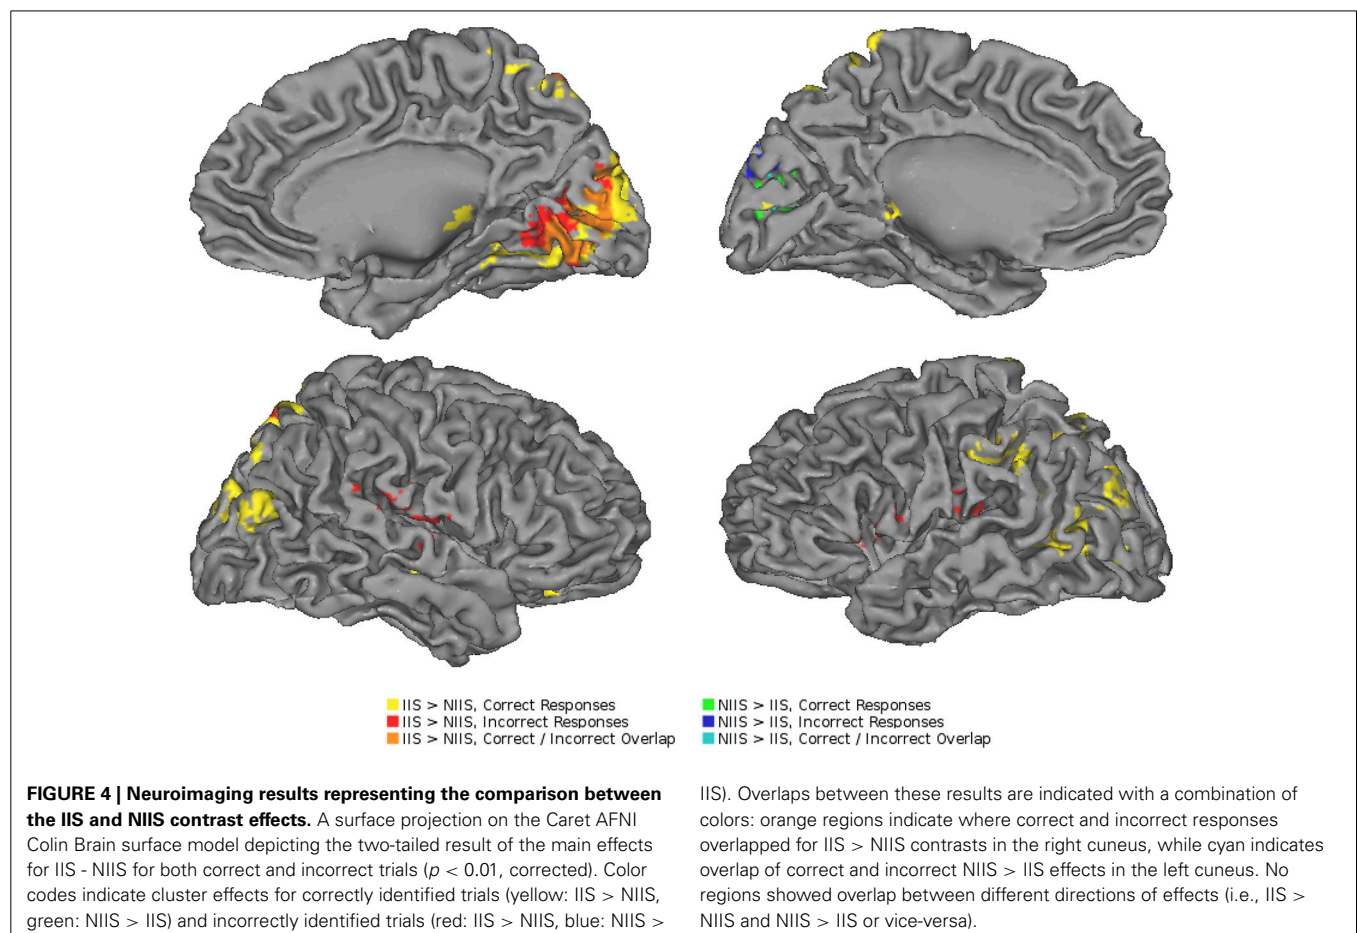 IIS > NIIS, Correct Responses
IIS > NIIS, Incorrect Responses
IIS > NIIS, Correct / Incorrect Overlap
NIIS > IIS, Correct Responses
NIIS > IIS, Incorrect Responses
NIIS > IIS, Correct / Incorrect Overlap
FIGURE 4 | Neuroimaging results representing the comparison between
the IIS and NIIS contrast effects. A surface projection on the Caret AFNI
Colin Brain surface model depicting the two-tailed result of the main effects
for IIS - NIIS for both correct and incorrect trials (p < 0.01, corrected). Color
codes indicate cluster effects for correctly identified trials (yellow: IIS > NIIS,
green: NIIS > IIS) and incorrectly identified trials (red: IIS > NIIS, blue: NIIS >
IIS). Overlaps between these results are indicated with a combination of
colors: orange regions indicate where correct and incorrect responses
overlapped for IIS > NIIS contrasts in the right cuneus, while cyan indicates
overlap of correct and incorrect NIIS > IIS effects in the left cuneus. No
regions showed overlap between different directions of effects (i.e., IIS >
NIIS and NIIS > IIS or vice-versa).